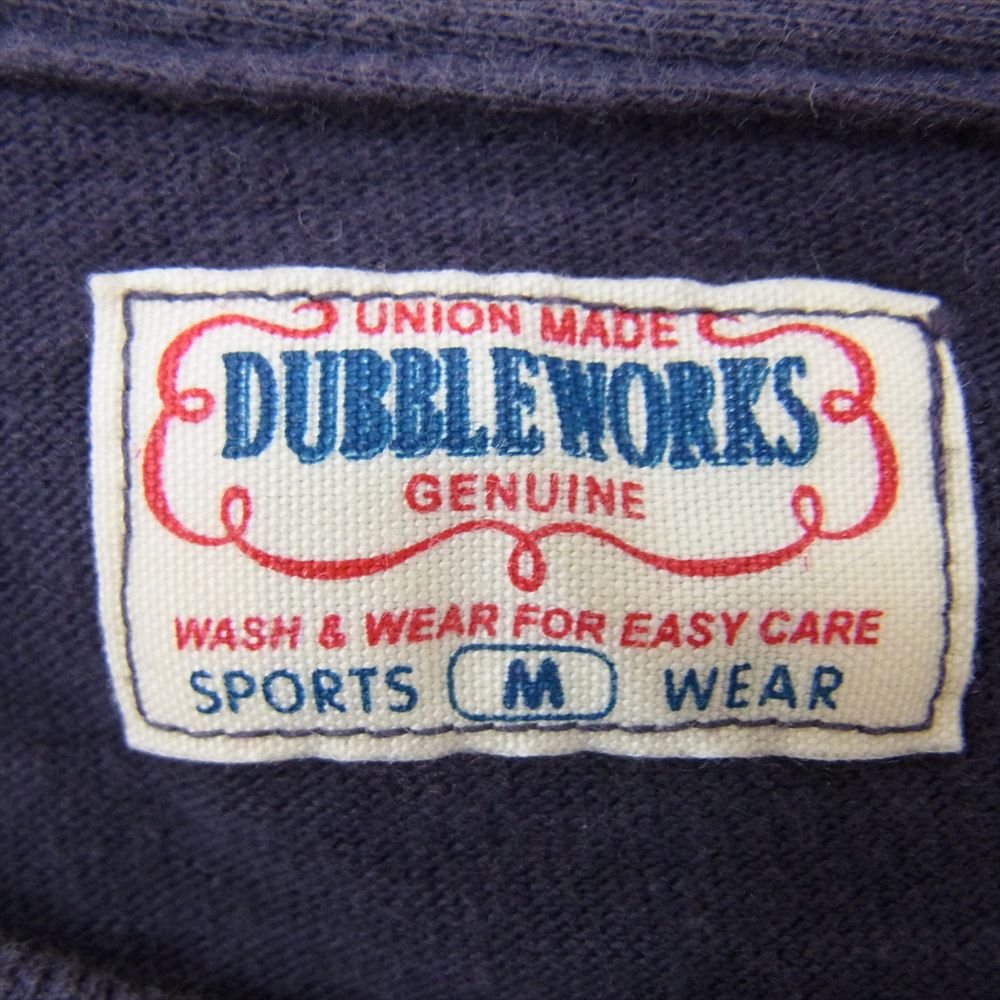 UNION MADE
DUBBLEWORKS
GENUINE
WASH & WEAR FOR EASY CARE
SPORTS M WEAR